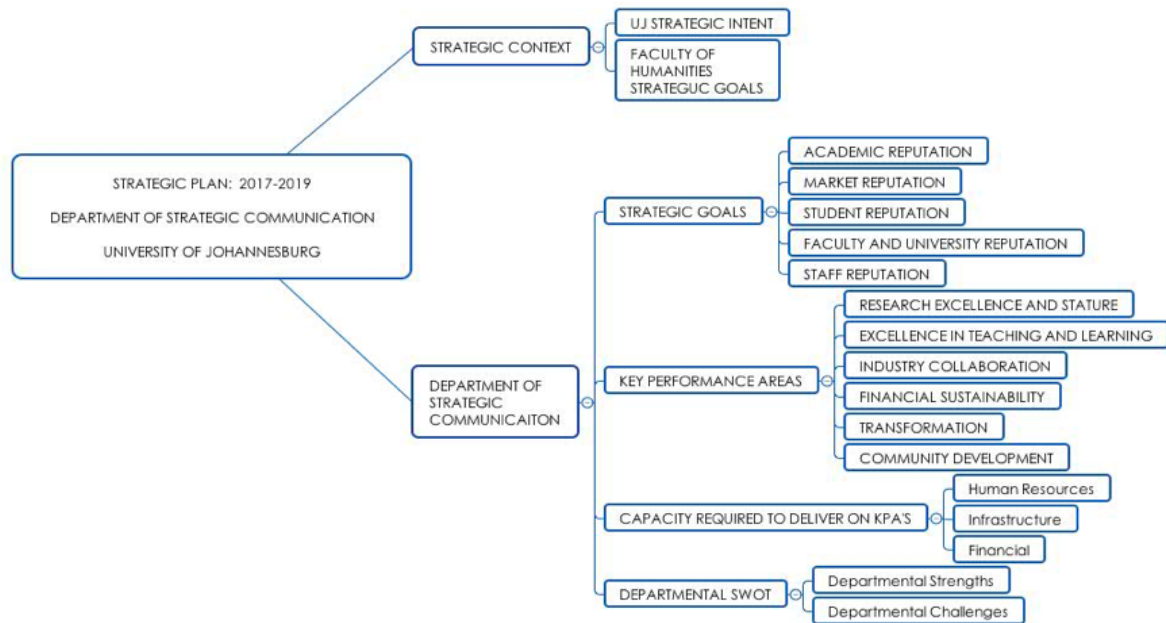 STRATEGIC PLAN: 2017-2019
DEPARTMENT OF STRATEGIC COMMUNICATION
UNIVERSITY OF JOHANNESBURG
STRATEGIC CONTEXT
UJ STRATEGIC INTENT
FACULTY OF
HUMANITIES
STRATEGUC GOALS
DEPARTMENT OF
STRATEGIC
COMMUNICAITON
STRATEGIC GOALS
ACADEMIC REPUTATION
MARKET REPUTATION
STUDENT REPUTATION
FACULTY AND UNIVERSITY REPUTATION
STAFF REPUTATION
KEY PERFORMANCE AREAS
RESEARCH EXCELLENCE AND STATURE
EXCELLENCE IN TEACHING AND LEARNING
INDUSTRY COLLABORATION
FINANCIAL SUSTAINABILITY
TRANSFORMATION
COMMUNITY DEVELOPMENT
CAPACITY REQUIRED TO DELIVER ON KPA'S
Human Resources
Infrastructure
Financial
DEPARTMENTAL SWOT
Departmental Strengths
Departmental Challenges